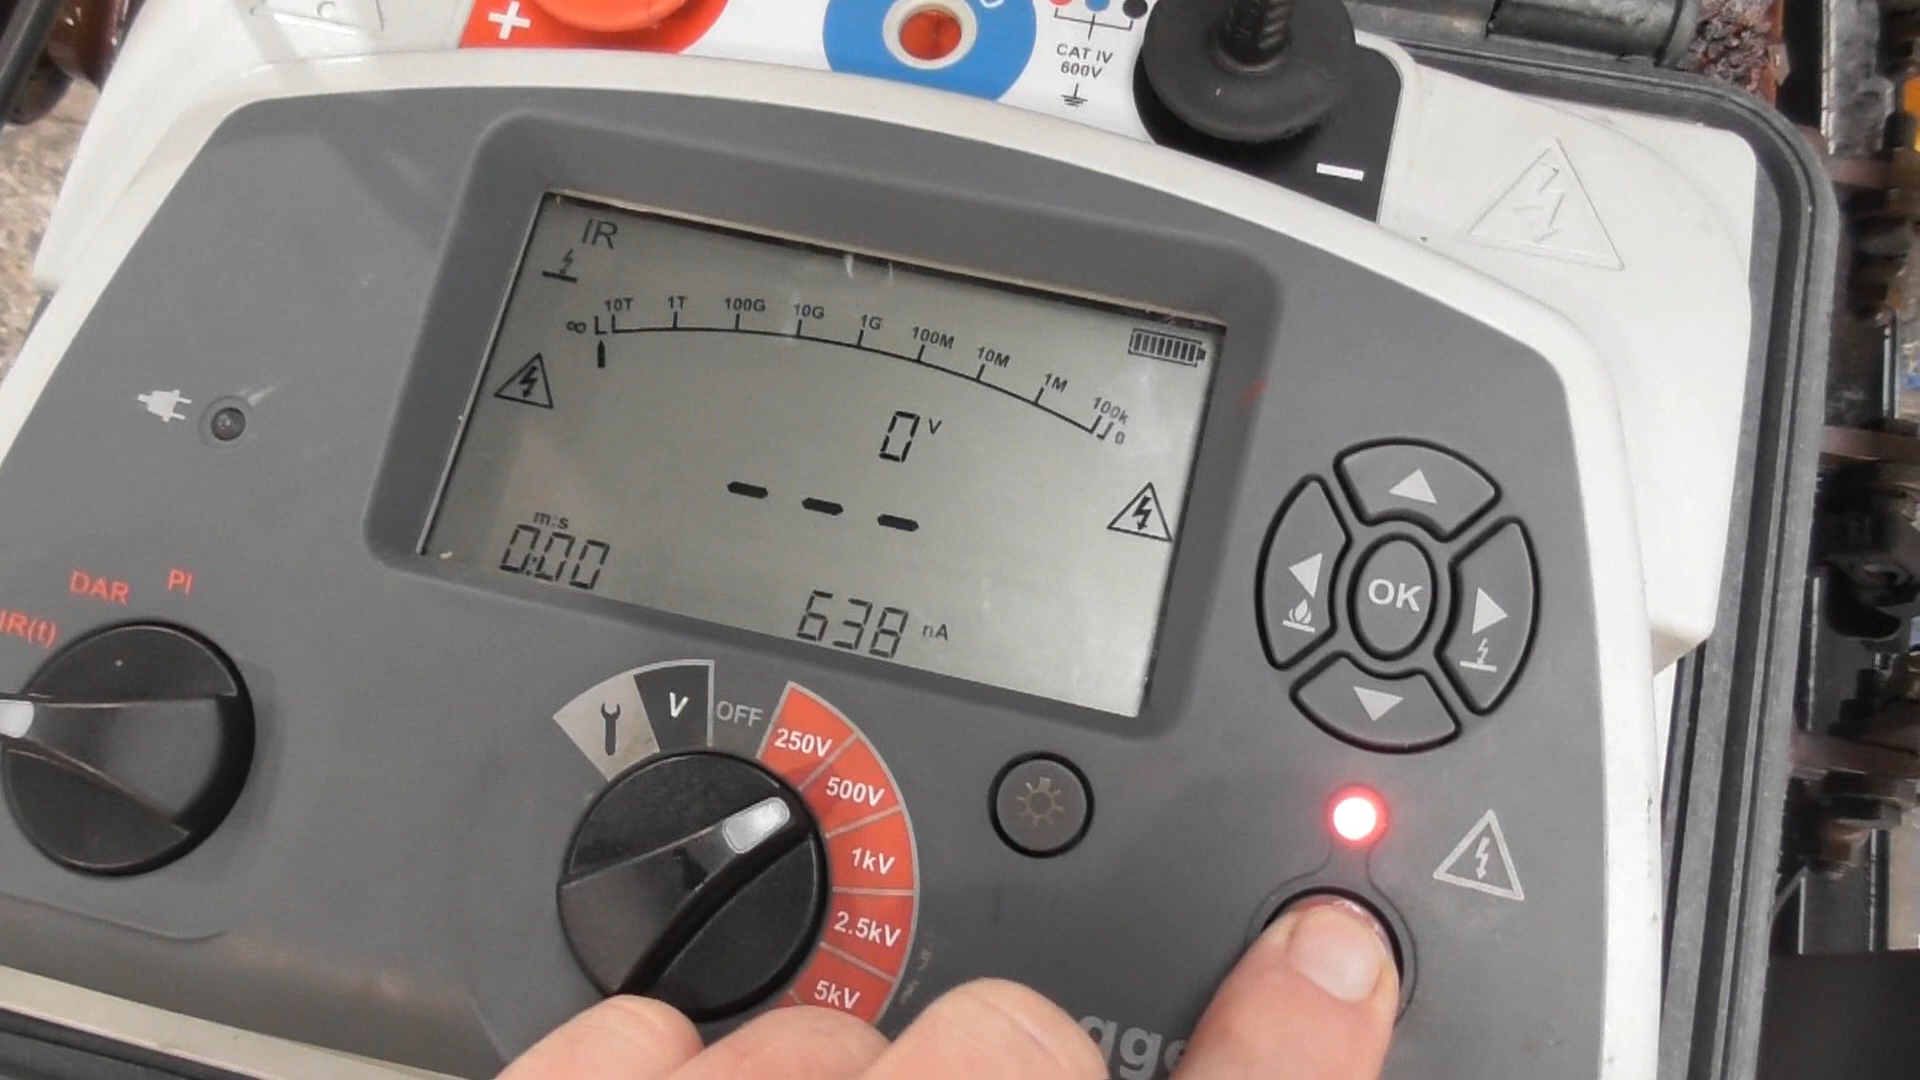 +
CAT IV
600V
IR
10T 1T 100G 10G 1G 100M 10M 1M 100k
∞ 0
0 V
- - -
m:s
0:00
638 nA
DAR PI
IR(t)
V OFF
250V
500V
1kV
2.5kV
5kV
OK